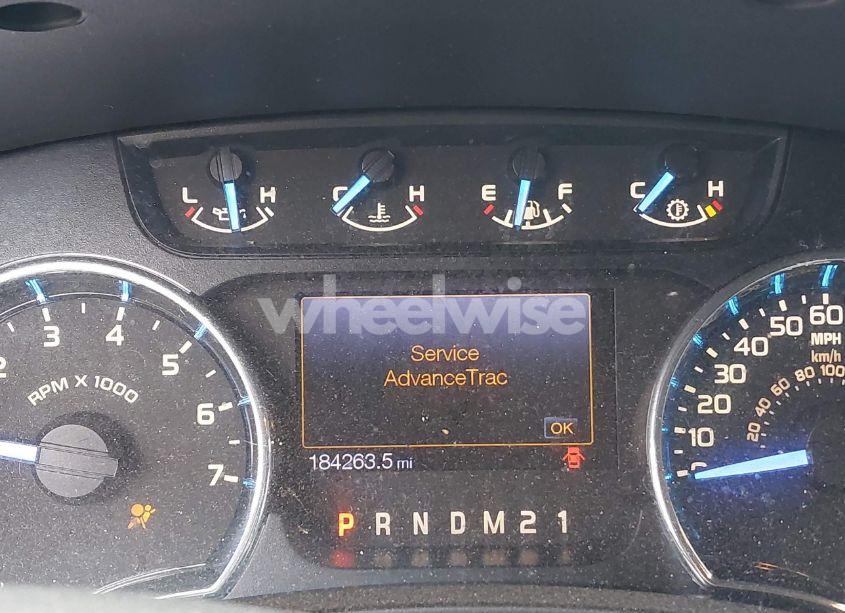 L H C H E F C H
wheelwise
Service
AdvanceTrac
OK
184263.5 mi
2 3 4 5 6 7
RPM X 1000
0 10 20 30 40 50 60
MPH
km/h
20 40 60 80 100
P R N D M 2 1